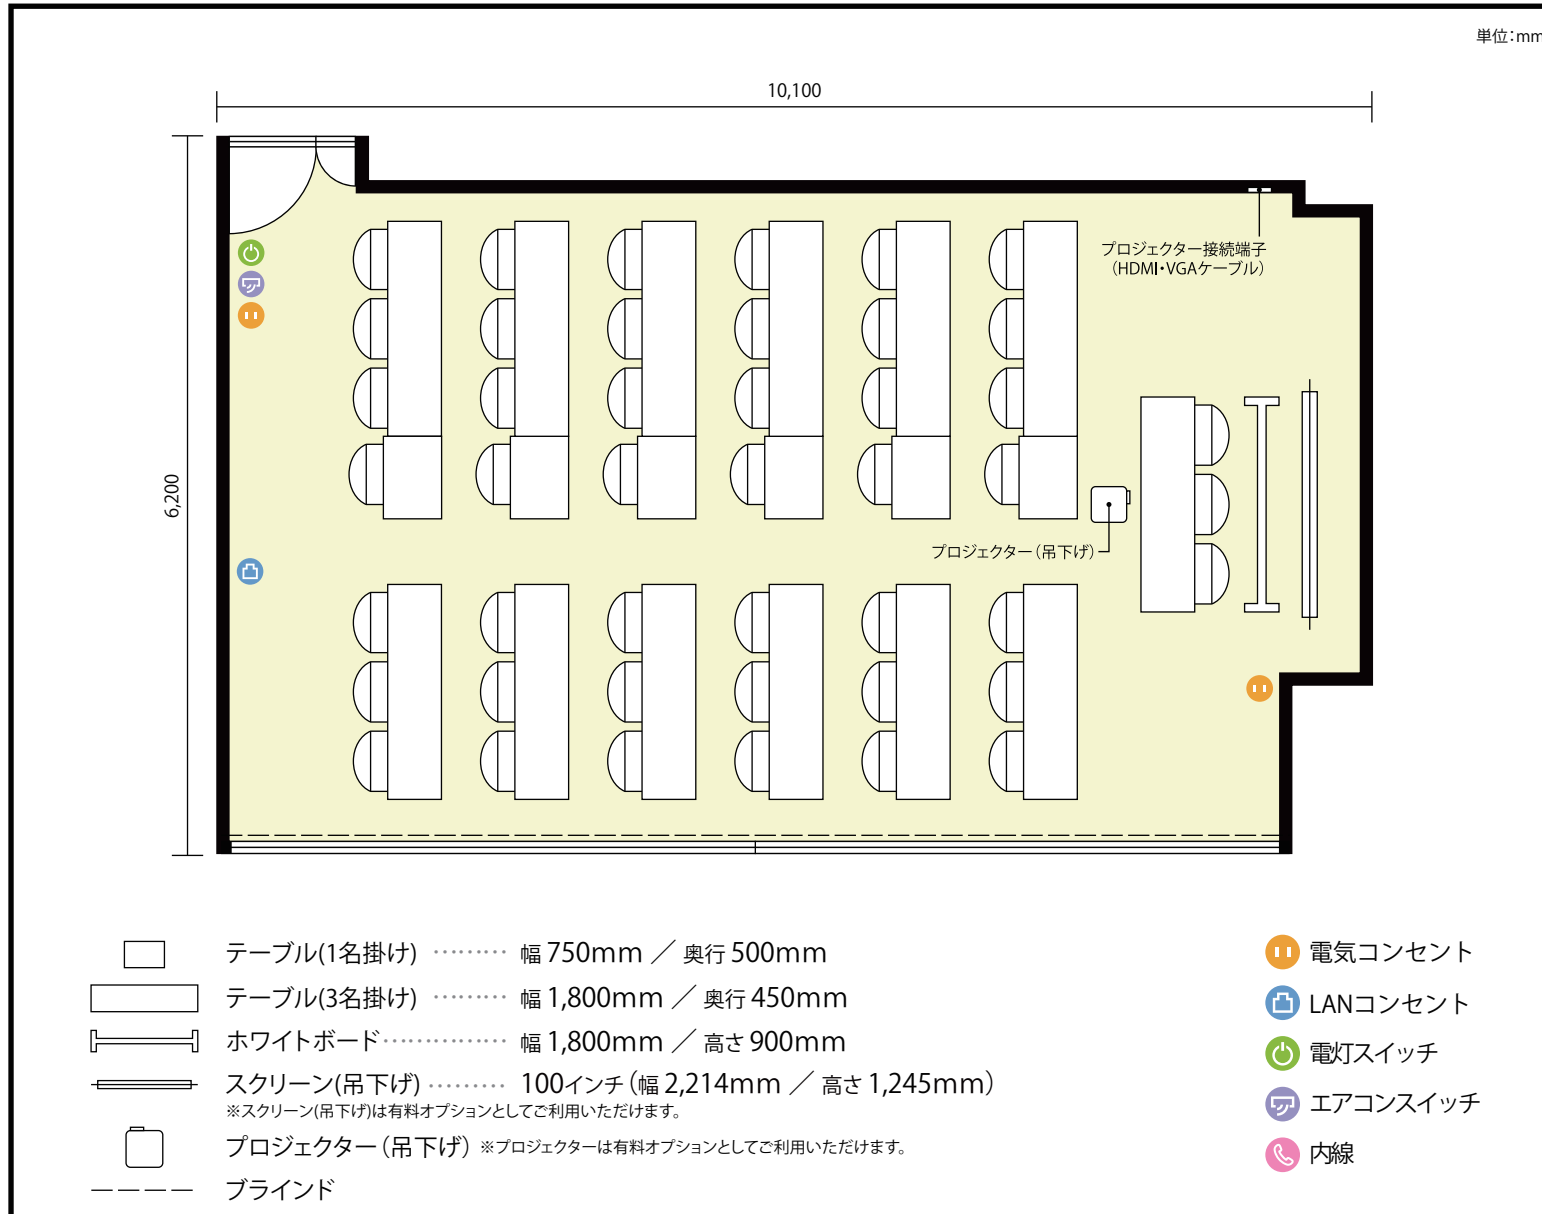 単位：mm
10,100
6,200
プロジェクター接続端子
（HDMI・VGAケーブル）
プロジェクター（吊下げ）
テーブル(1名掛け) ········· 幅 750mm ／ 奥行 500mm
テーブル(3名掛け) ········· 幅 1,800mm ／ 奥行 450mm
ホワイトボード··············· 幅 1,800mm ／ 高さ 900mm
スクリーン(吊下げ) ········· 100インチ（幅 2,214mm ／ 高さ 1,245mm）
※スクリーン(吊下げ)は有料オプションとしてご利用いただけます。
プロジェクター（吊下げ） ※プロジェクターは有料オプションとしてご利用いただけます。
ブラインド
電気コンセント
LANコンセント
電灯スイッチ
エアコンスイッチ
内線